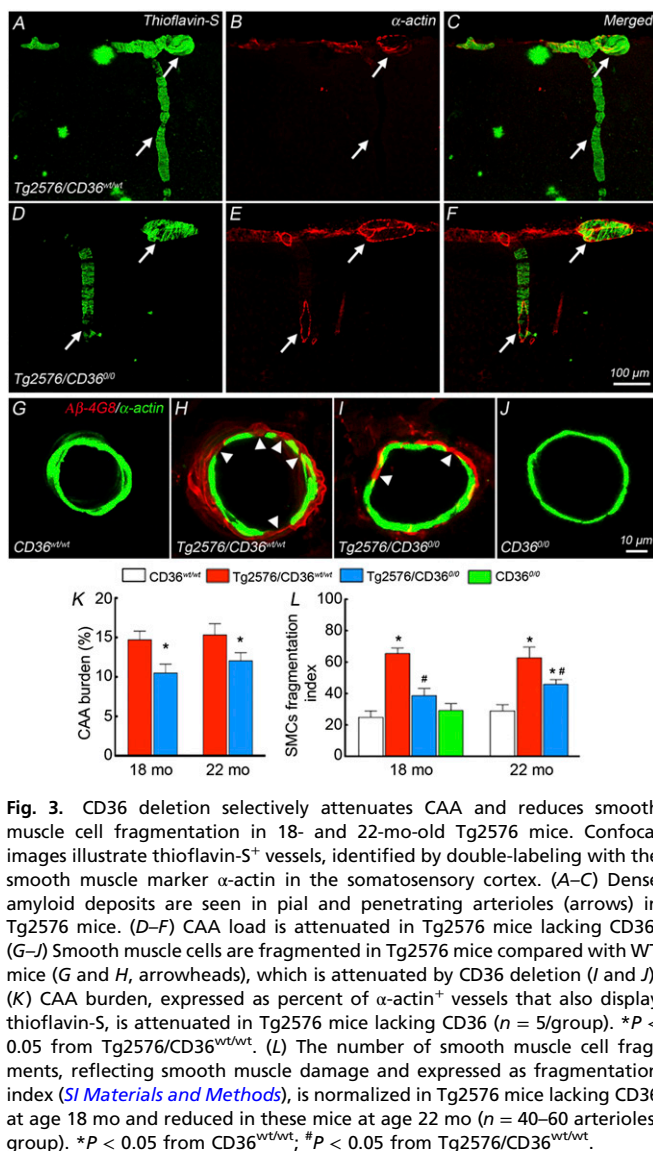 A Thioflavin-S B α-actin C Merged
Tg2576/CD36wt/wt
D E F
Tg2576/CD360/0 100 µm
Aβ-4G8/α-actin
G H I J
CD36wt/wt Tg2576/CD36wt/wt Tg2576/CD360/0 CD360/0 10 µm
CD36wt/wt Tg2576/CD36wt/wt Tg2576/CD360/0 CD360/0
K L
CAA burden (%)
20
15
10
5
0
* *
18 mo 22 mo
SMCs fragmentation index
100
80
60
40
20
0
* # * * #
18 mo 22 mo
Fig. 3. CD36 deletion selectively attenuates CAA and reduces smooth
muscle cell fragmentation in 18- and 22-mo-old Tg2576 mice. Confoca
images illustrate thioflavin-S+ vessels, identified by double-labeling with the
smooth muscle marker α-actin in the somatosensory cortex. (A–C) Dense
amyloid deposits are seen in pial and penetrating arterioles (arrows) in
Tg2576 mice. (D–F) CAA load is attenuated in Tg2576 mice lacking CD36
(G–J) Smooth muscle cells are fragmented in Tg2576 mice compared with WT
mice (G and H, arrowheads), which is attenuated by CD36 deletion (I and J)
(K) CAA burden, expressed as percent of α-actin+ vessels that also display
thioflavin-S, is attenuated in Tg2576 mice lacking CD36 (n = 5/group). *P <
0.05 from Tg2576/CD36wt/wt. (L) The number of smooth muscle cell frag-
ments, reflecting smooth muscle damage and expressed as fragmentation
index (SI Materials and Methods), is normalized in Tg2576 mice lacking CD36
at age 18 mo and reduced in these mice at age 22 mo (n = 40–60 arterioles
group). *P < 0.05 from CD36wt/wt; #P < 0.05 from Tg2576/CD36wt/wt.